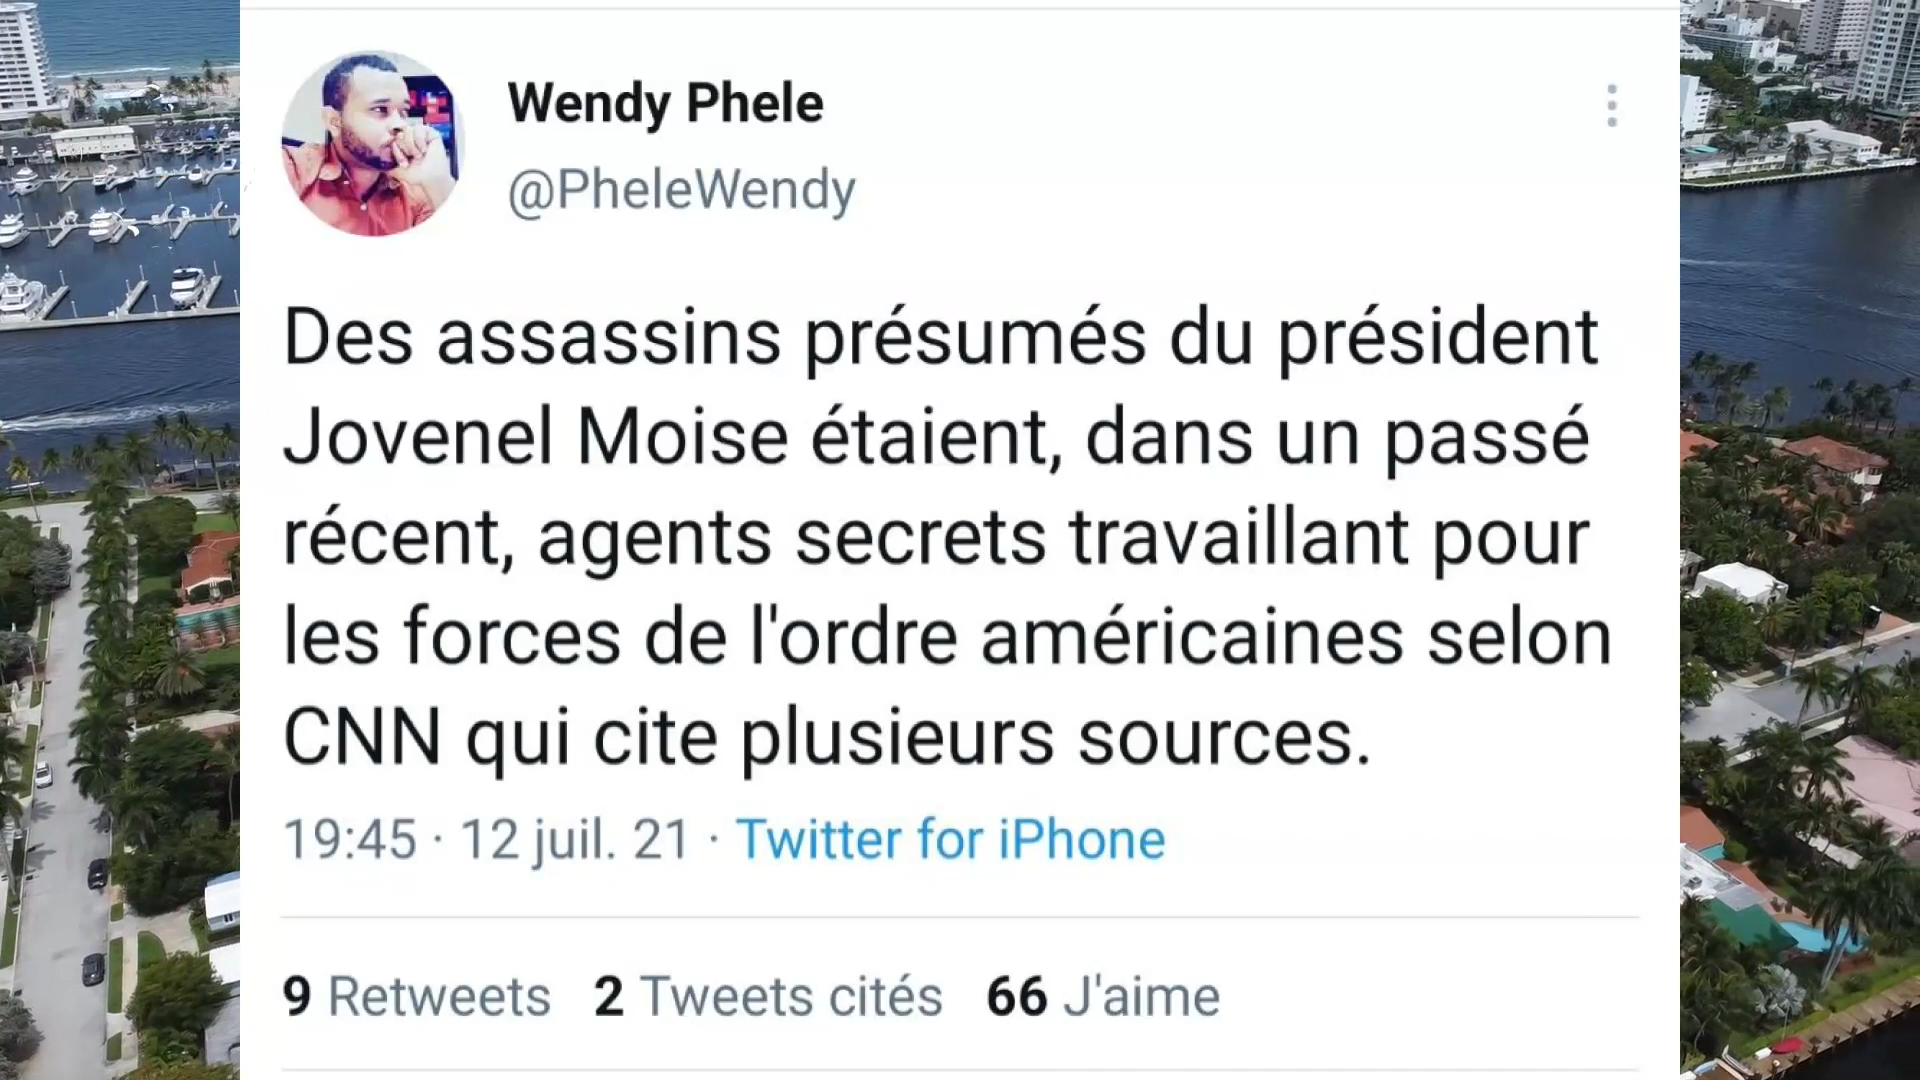 Wendy Phele
@PheleWendy
Des assassins présumés du président
Jovenel Moise étaient, dans un passé
récent, agents secrets travaillant pour
les forces de l'ordre américaines selon
CNN qui cite plusieurs sources.
19:45 · 12 juil. 21 · Twitter for iPhone
9 Retweets 2 Tweets cités 66 J'aime